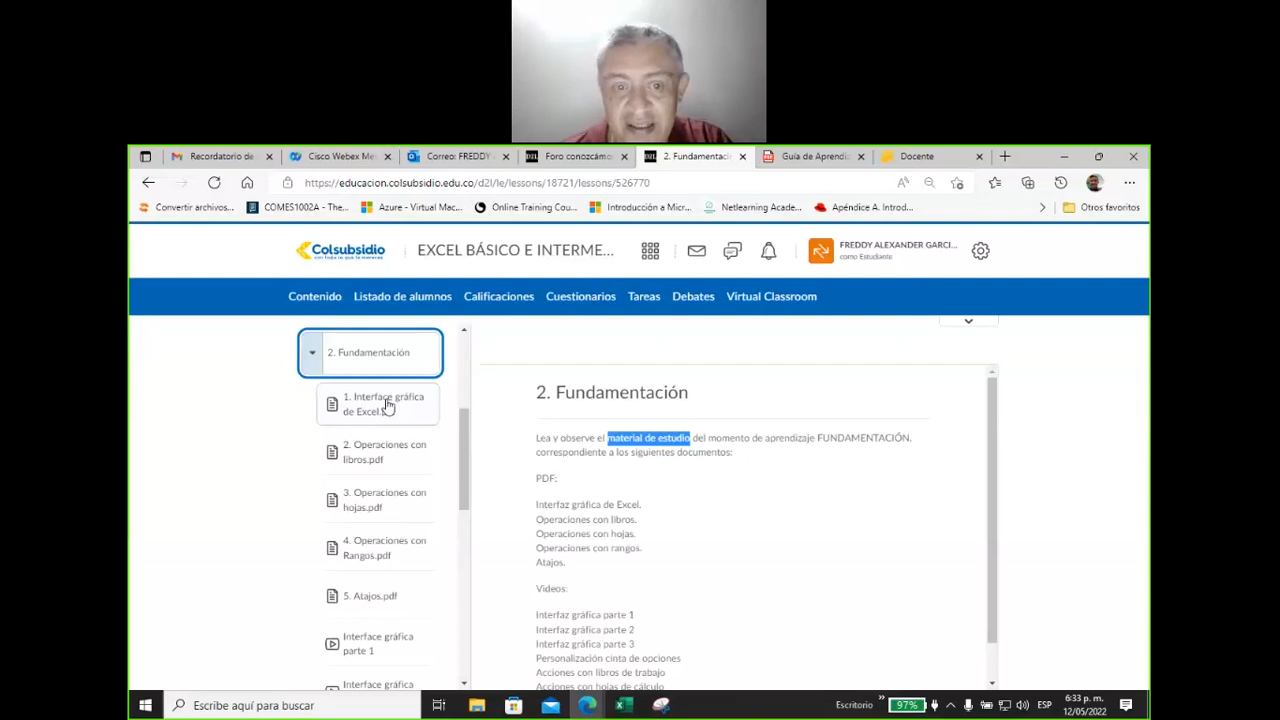 Recordatorio de
Cisco Webex Me
Correo: FREDDY
Foro conozcámo
2. Fundamentaci
Guía de Aprendi
Docente
https://educacion.colsubsidio.edu.co/d2l/le/lessons/18721/lessons/526770
Convertir archivos...
COMES1002A - The...
Azure - Virtual Mac...
Online Training Cou...
Introducción a Micr...
Netlearning Acade...
Apéndice A. Introd...
Otros favoritos
Colsubsidio
EXCEL BÁSICO E INTERME...
FREDDY ALEXANDER GARCI...
como Estudiante
Contenido
Listado de alumnos
Calificaciones
Cuestionarios
Tareas
Debates
Virtual Classroom
2. Fundamentación
1. Interface gráfica
de Excel.
2. Operaciones con
libros.pdf
3. Operaciones con
hojas.pdf
4. Operaciones con
Rangos.pdf
5. Atajos.pdf
Interface gráfica
parte 1
Interface gráfica
2. Fundamentación
Lea y observe el material de estudio del momento de aprendizaje FUNDAMENTACIÓN,
correspondiente a los siguientes documentos:
PDF:
Interfaz gráfica de Excel.
Operaciones con libros.
Operaciones con hojas.
Operaciones con rangos.
Atajos.
Videos:
Interfaz gráfica parte 1
Interfaz gráfica parte 2
Interfaz gráfica parte 3
Personalización cinta de opciones
Acciones con libros de trabajo
Acciones con hojas de cálculo
Escribe aquí para buscar
Escritorio
97%
ESP
6:33 p. m.
12/05/2022